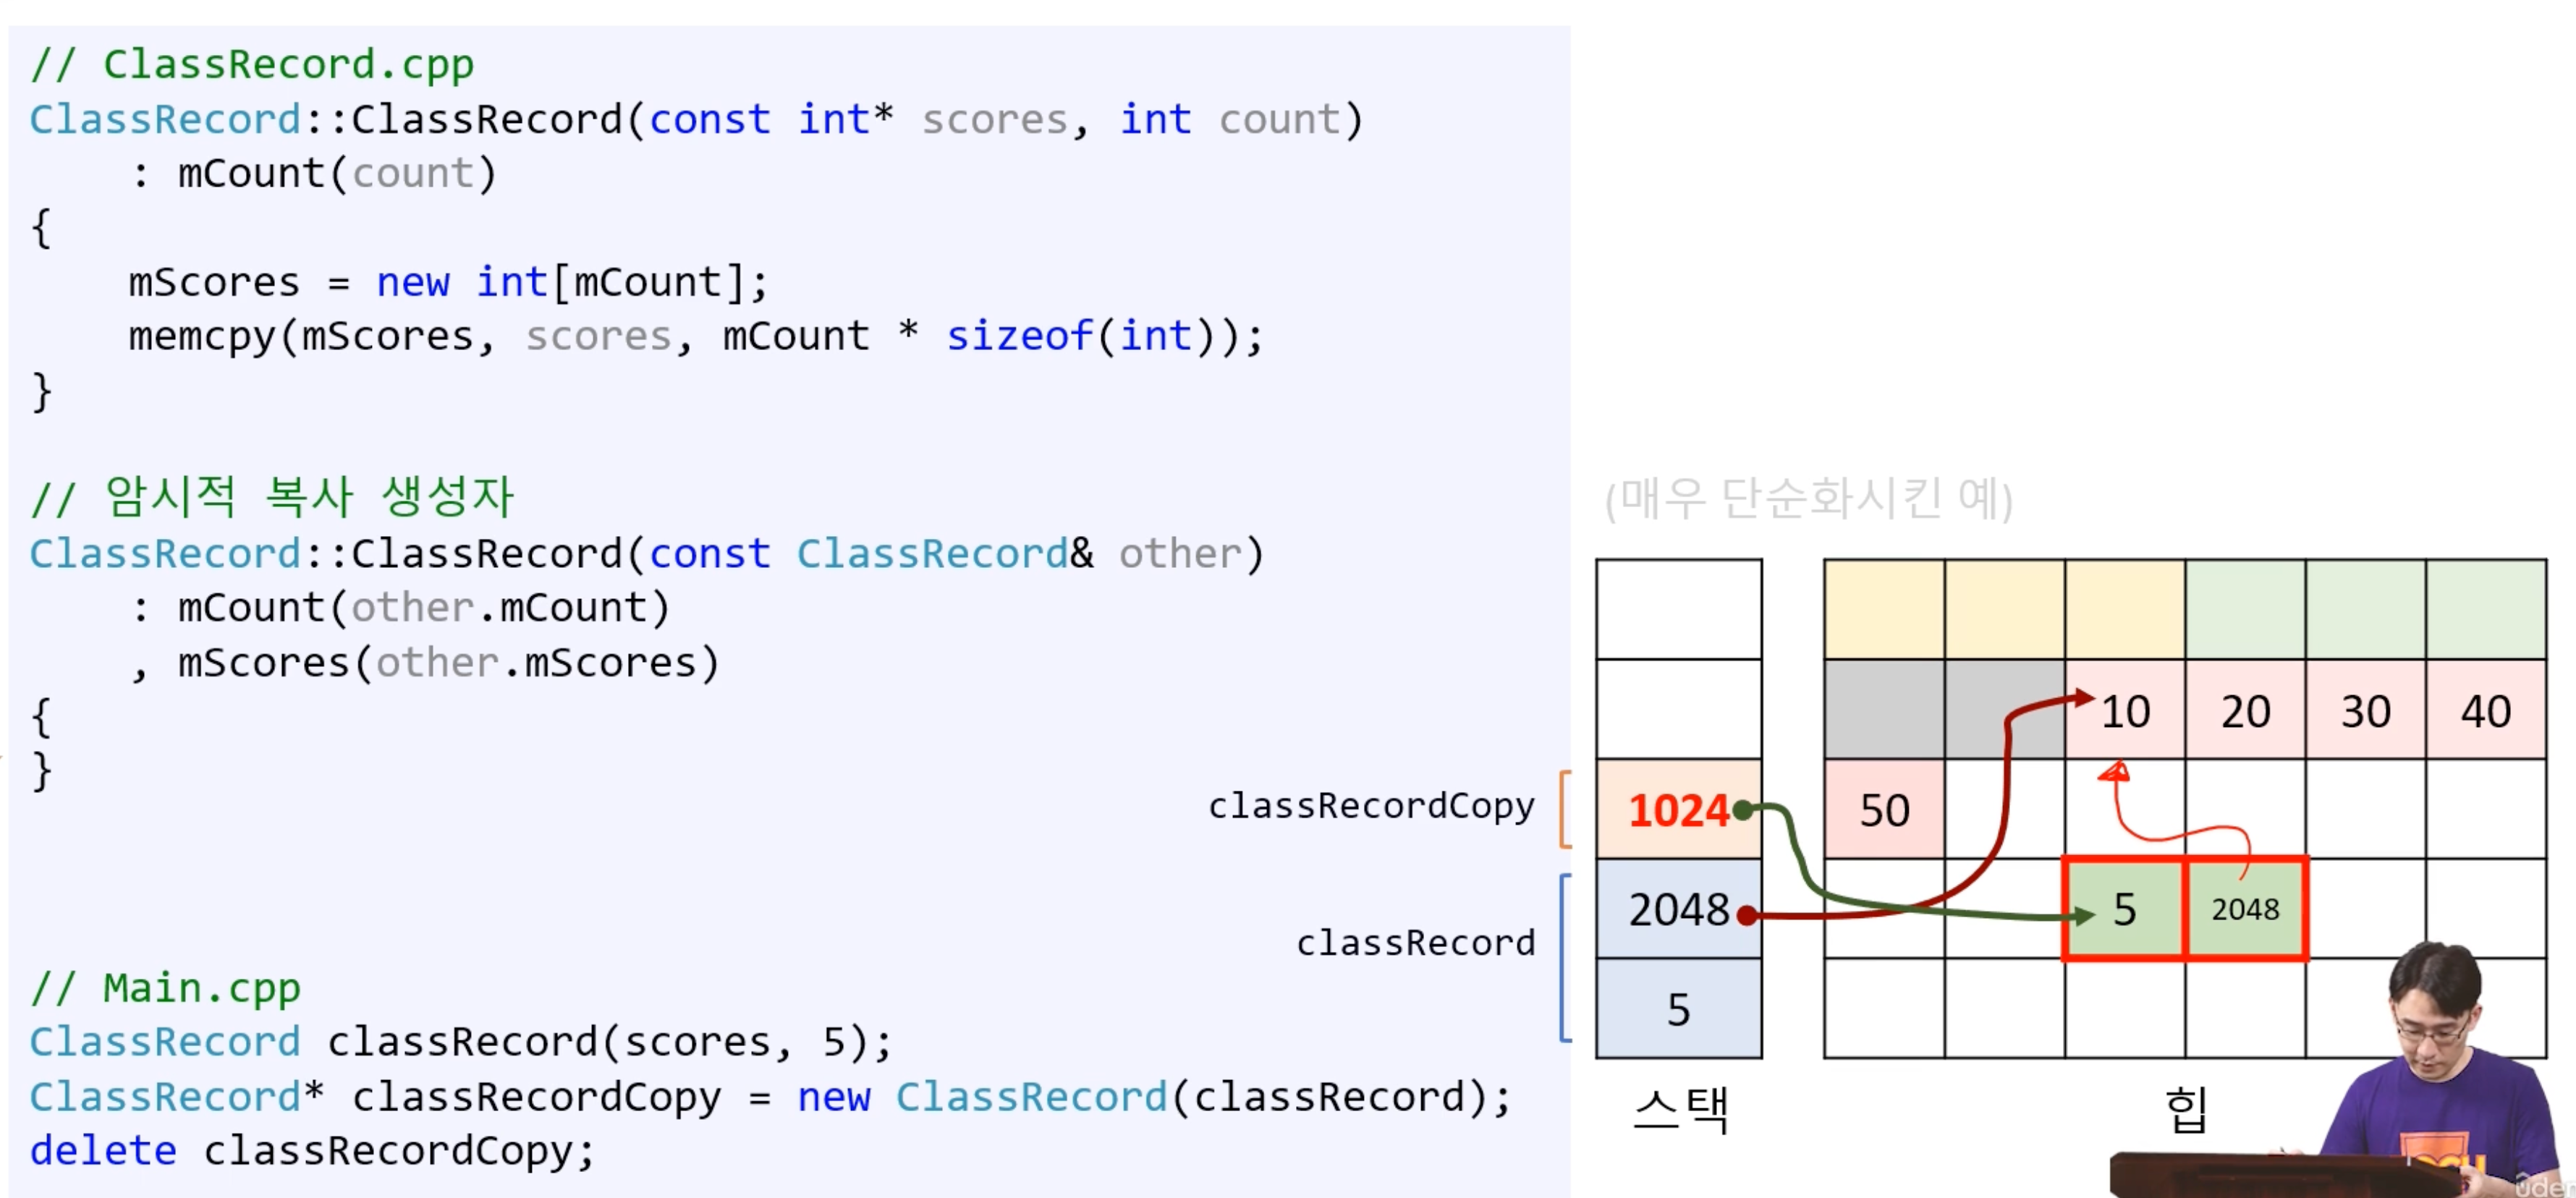 // ClassRecord.cpp
ClassRecord::ClassRecord(const int* scores, int count)
    : mCount(count)
{
    mScores = new int[mCount];
    memcpy(mScores, scores, mCount * sizeof(int));
}
// 암시적 복사 생성자
ClassRecord::ClassRecord(const ClassRecord& other)
    : mCount(other.mCount)
    , mScores(other.mScores)
{
}
// Main.cpp
ClassRecord classRecord(scores, 5);
ClassRecord* classRecordCopy = new ClassRecord(classRecord);
delete classRecordCopy;
(매우 단순화시킨 예)
classRecordCopy
classRecord
1024
2048
5
스택
10 20 30 40
50
5 2048
힙